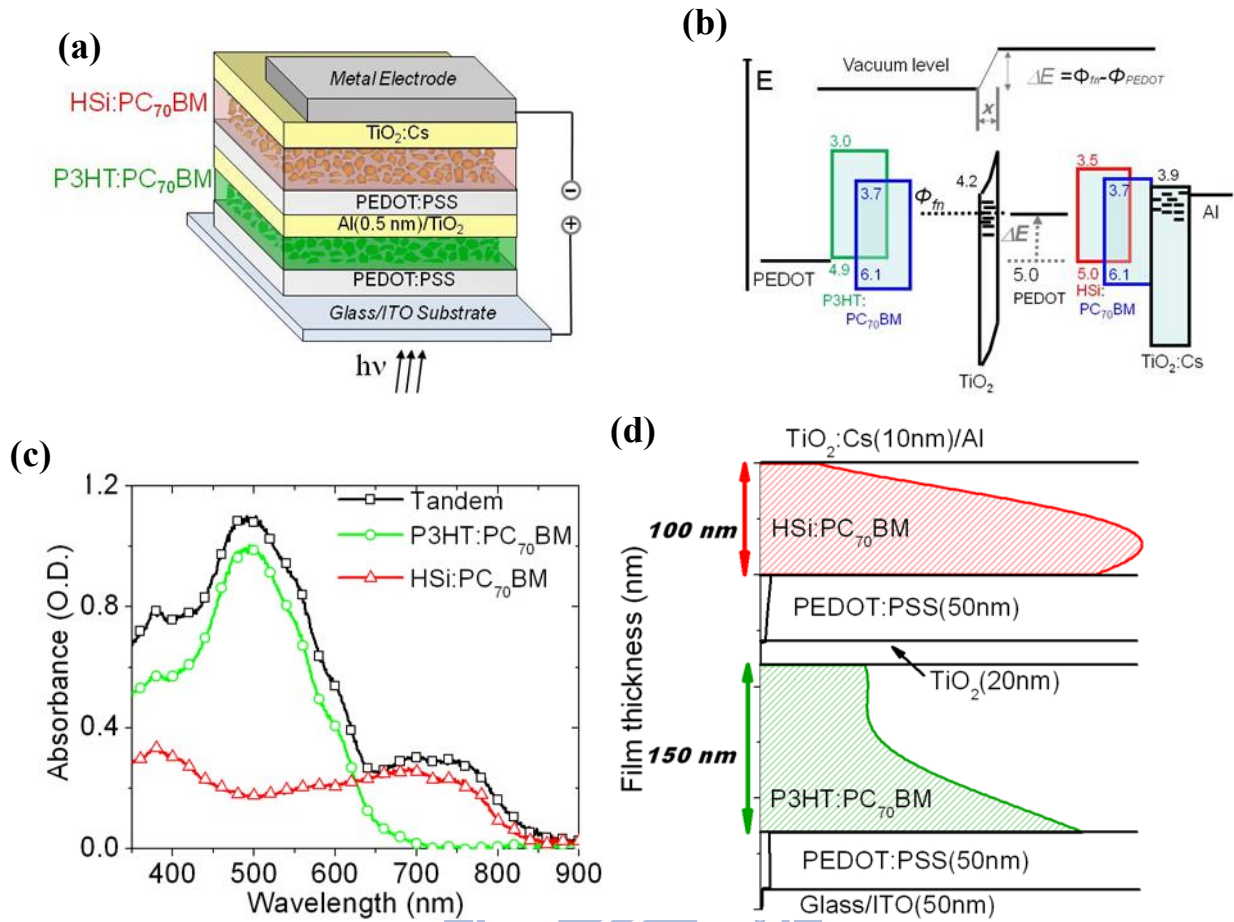 (a)
Metal Electrode
HSi:PC₇₀BM
TiO₂:Cs
P3HT:PC₇₀BM
PEDOT:PSS
Al(0.5 nm)/TiO₂
PEDOT:PSS
Glass/ITO Substrate
hν
−
+
(b)
E
Vacuum level
ΔE =Φfn-ΦPEDOT
x
3.0
3.7
4.9
6.1
PEDOT
P3HT:
PC₇₀BM
Φfn
4.2
TiO₂
ΔE
5.0
PEDOT
3.5
3.7
3.9
Al
5.0
6.1
HSi:
PC₇₀BM
TiO₂:Cs
(c)
Absorbance (O.D.)
1.2
0.8
0.4
0.0
Tandem
P3HT:PC₇₀BM
HSi:PC₇₀BM
400 500 600 700 800 900
Wavelength (nm)
(d)
TiO₂:Cs(10nm)/Al
100 nm
HSi:PC₇₀BM
PEDOT:PSS(50nm)
TiO₂(20nm)
150 nm
P3HT:PC₇₀BM
PEDOT:PSS(50nm)
Glass/ITO(50nm)
Film thickness (nm)